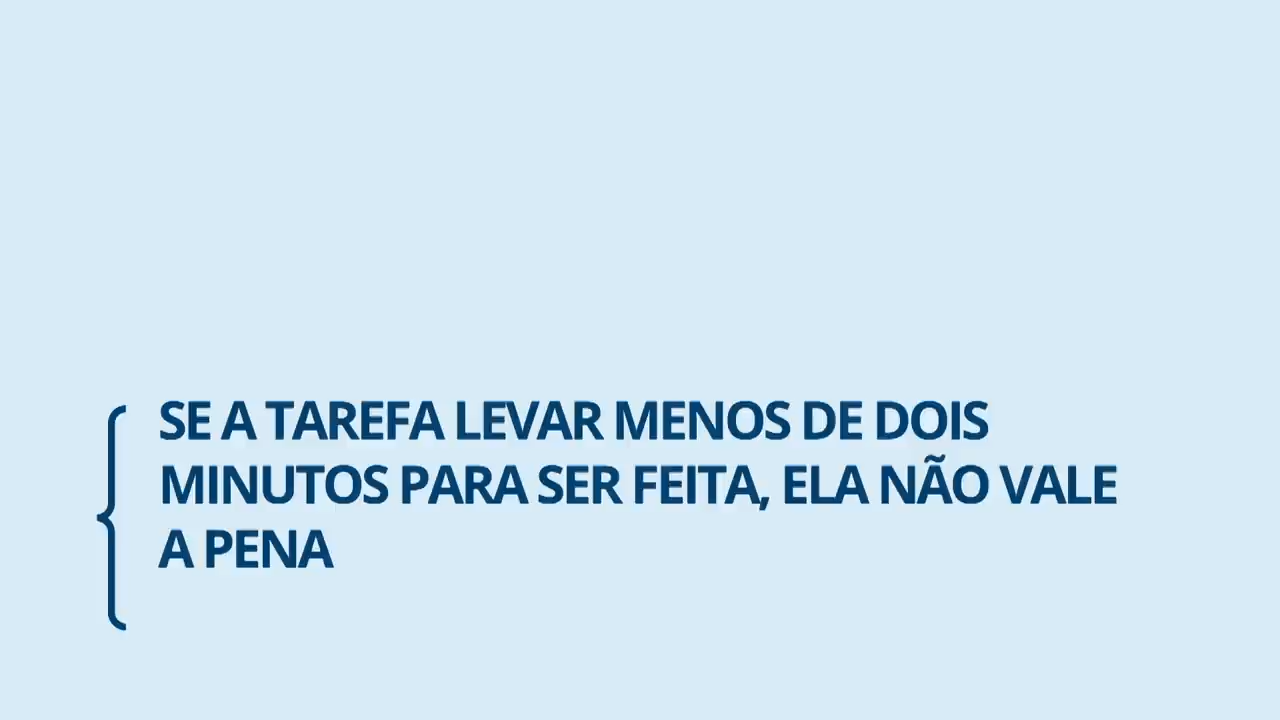 SE A TAREFA LEVAR MENOS DE DOIS
MINUTOS PARA SER FEITA, ELA NÃO VALE
A PENA